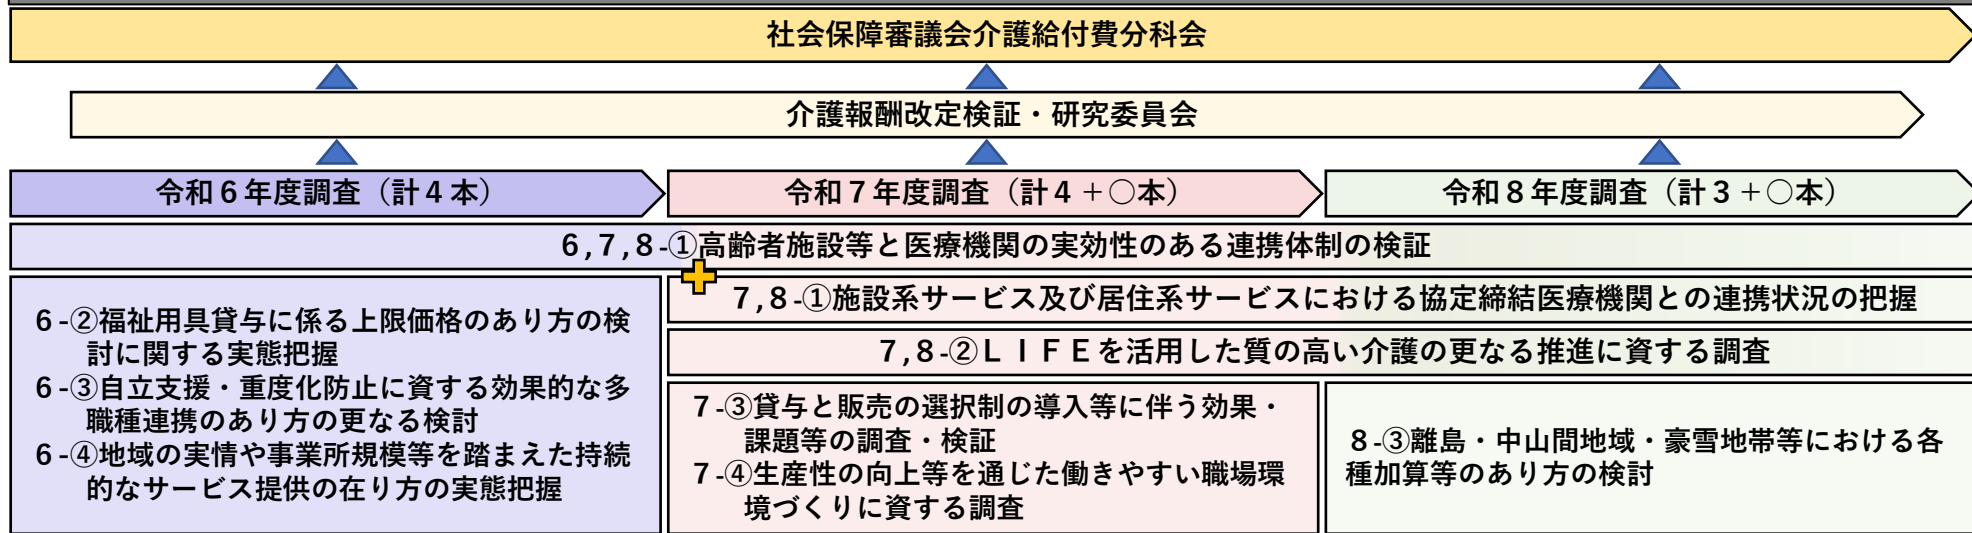 社会保障審議会介護給付費分科会
介護報酬改定検証・研究委員会
令和６年度調査（計４本）
令和７年度調査（計４＋○本）
令和８年度調査（計３＋○本）
６,７,８-①高齢者施設等と医療機関の実効性のある連携体制の検証
６-②福祉用具貸与に係る上限価格のあり方の検
討に関する実態把握
６-③自立支援・重度化防止に資する効果的な多
職種連携のあり方の更なる検討
６-④地域の実情や事業所規模等を踏まえた持続
的なサービス提供の在り方の実態把握
７,８-①施設系サービス及び居住系サービスにおける協定締結医療機関との連携状況の把握
７,８-②ＬＩＦＥを活用した質の高い介護の更なる推進に資する調査
７-③貸与と販売の選択制の導入等に伴う効果・
課題等の調査・検証
７-④生産性の向上等を通じた働きやすい職場環
境づくりに資する調査
８-③離島・中山間地域・豪雪地帯等における各
種加算等のあり方の検討